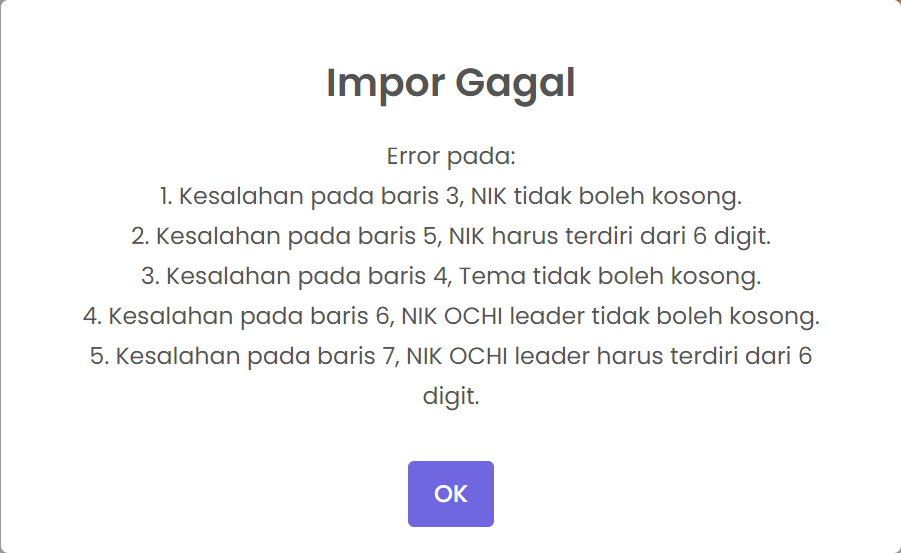 Impor Gagal
Error pada:
1. Kesalahan pada baris 3, NIK tidak boleh kosong.
2. Kesalahan pada baris 5, NIK harus terdiri dari 6 digit.
3. Kesalahan pada baris 4, Tema tidak boleh kosong.
4. Kesalahan pada baris 6, NIK OCHI leader tidak boleh kosong.
5. Kesalahan pada baris 7, NIK OCHI leader harus terdiri dari 6
digit.
OK